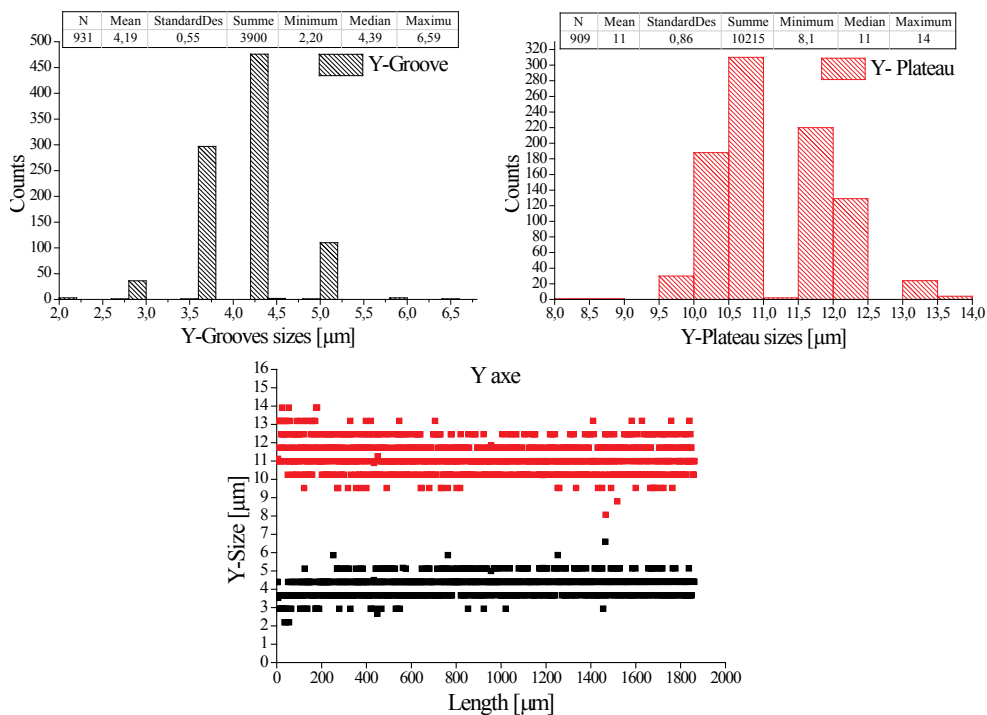 N Mean StandardDes Summe Minimum Median Maximu
931 4,19 0,55 3900 2,20 4,39 6,59
500
450
400
350
300
250
200
150
100
50
0
Counts
Y-Groove
2,0 2,5 3,0 3,5 4,0 4,5 5,0 5,5 6,0 6,5
Y-Grooves sizes [µm]
N Mean StandardDes Summe Minimum Median Maximum
909 11 0,86 10215 8,1 11 14
320
300
280
260
240
220
200
180
160
140
120
100
80
60
40
20
0
Counts
Y- Plateau
8,0 8,5 9,0 9,5 10,0 10,5 11,0 11,5 12,0 12,5 13,0 13,5 14,0
Y-Plateau sizes [µm]
Y axe
16
15
14
13
12
11
10
9
8
7
6
5
4
3
2
1
0
Y-Size [µm]
0 200 400 600 800 1000 1200 1400 1600 1800 2000
Length [µm]